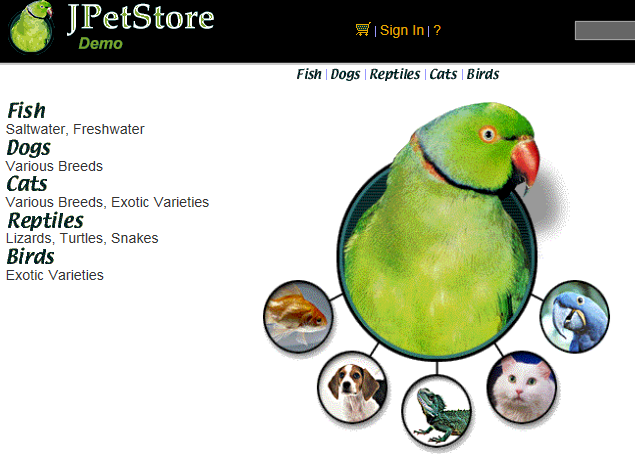 JPetStore
Demo
| Sign In | ?
Fish | Dogs | Reptiles | Cats | Birds
Fish
Saltwater, Freshwater
Dogs
Various Breeds
Cats
Various Breeds, Exotic Varieties
Reptiles
Lizards, Turtles, Snakes
Birds
Exotic Varieties